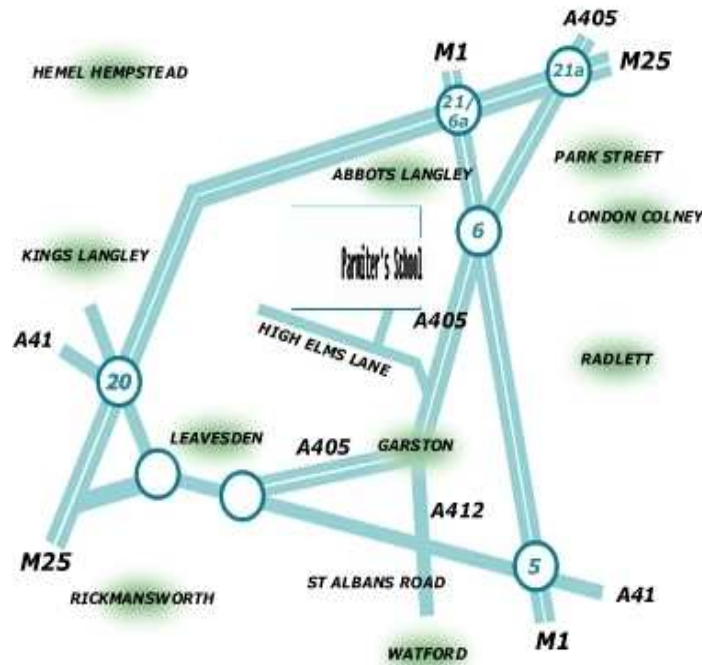 A405
M1
M25
21a
HEMEL HEMPSTEAD
21/
6a
PARK STREET
ABBOTS LANGLEY
LONDON COLNEY
6
KINGS LANGLEY
Parmiter's School
A405
A41
HIGH ELMS LANE
RADLETT
20
LEAVESDEN
A405
GARSTON
A412
M25
5
ST ALBANS ROAD
RICKMANSWORTH
A41
M1
WATFORD